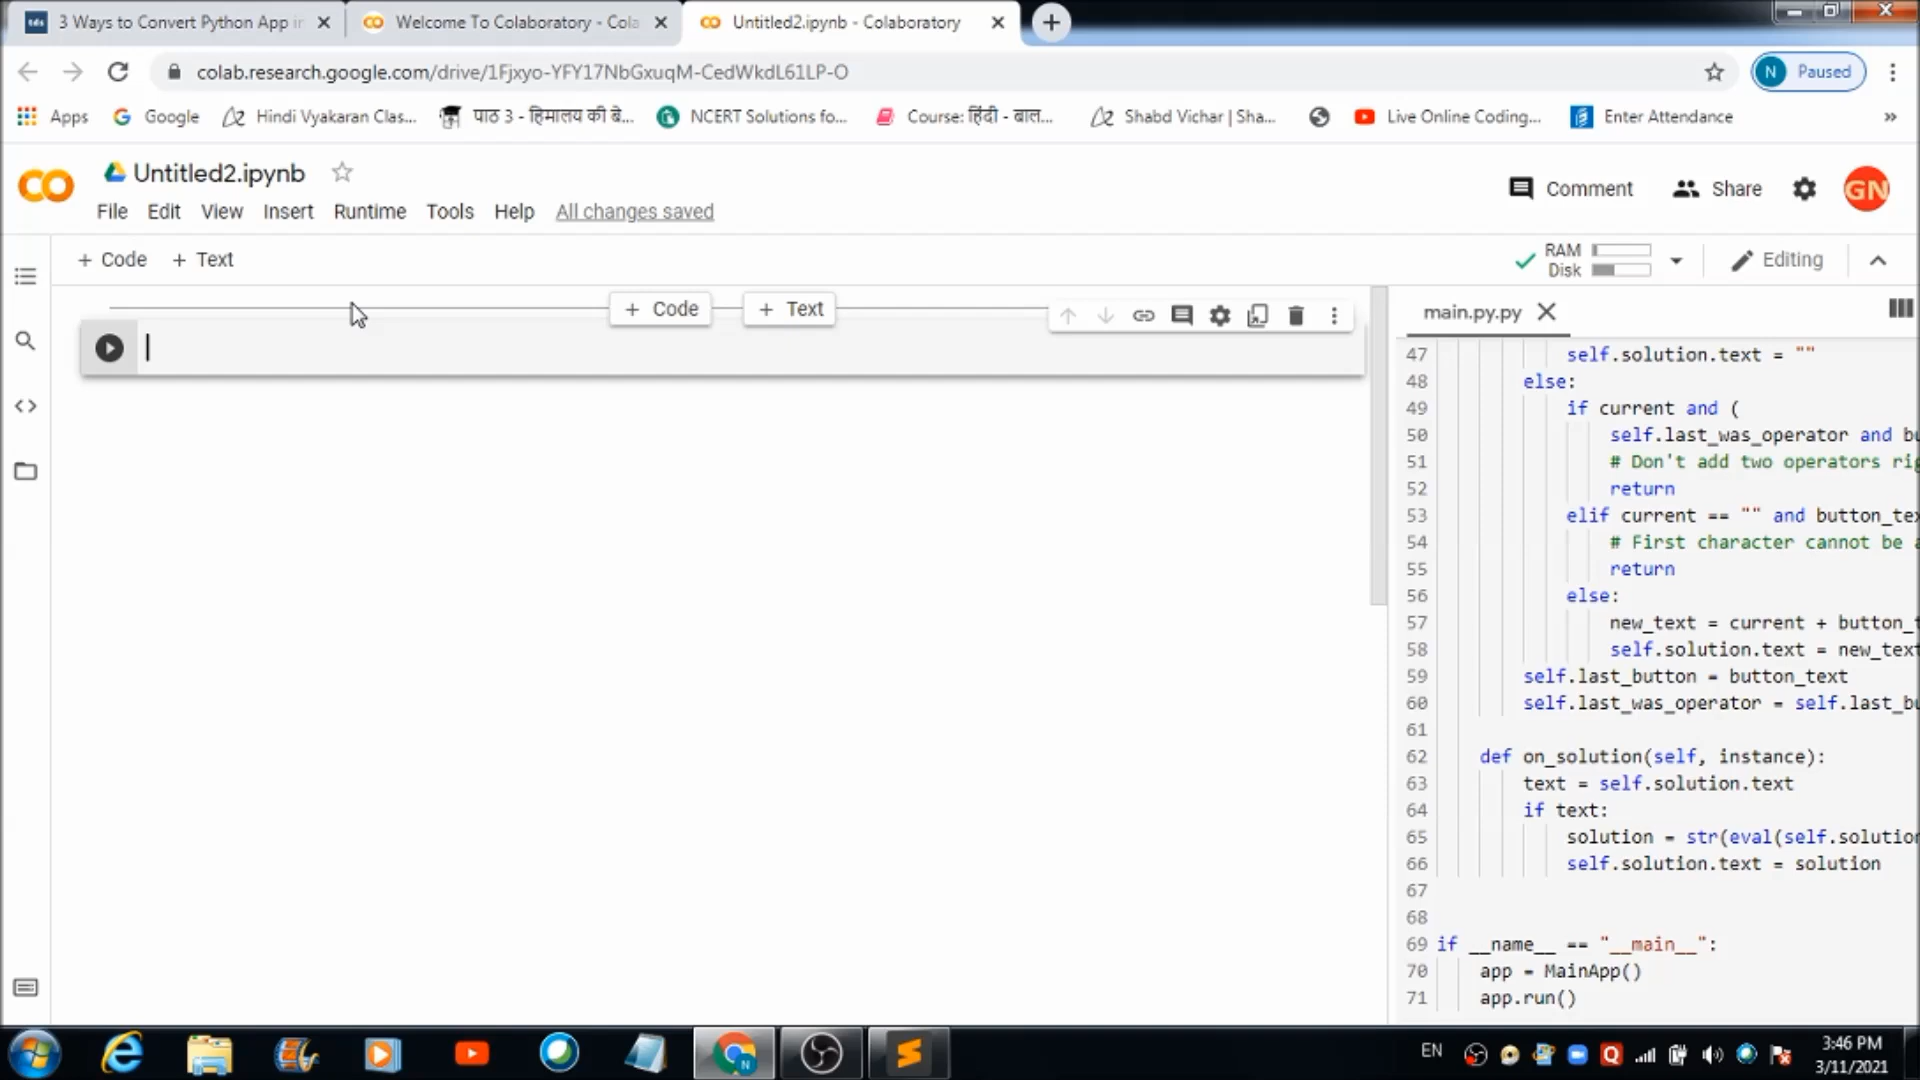 3 Ways to Convert Python App in
Welcome To Colaboratory - Cola
Untitled2.ipynb - Colaboratory
colab.research.google.com/drive/1Fjxyo-YFY17NbGxuqM-CedWkdL61LP-O
N Paused
Apps
Google
Hindi Vyakaran Clas...
पाठ 3 - हिमालय की बे...
NCERT Solutions fo...
Course: हिंदी - बाल...
Shabd Vichar | Sha...
Live Online Coding...
Enter Attendance
»
Untitled2.ipynb
Comment
Share
GN
File Edit View Insert Runtime Tools Help All changes saved
+ Code + Text
RAM
Disk
Editing
+ Code
+ Text
main.py.py
47 self.solution.text = ""
48 else:
49 if current and (
50 self.last_was_operator and bu
51 # Don't add two operators rig
52 return
53 elif current == "" and button_tex
54 # First character cannot be a
55 return
56 else:
57 new_text = current + button_t
58 self.solution.text = new_text
59 self.last_button = button_text
60 self.last_was_operator = self.last_bu
61
62 def on_solution(self, instance):
63 text = self.solution.text
64 if text:
65 solution = str(eval(self.solution
66 self.solution.text = solution
67
68
69 if __name__ == "__main__":
70 app = MainApp()
71 app.run()
EN
3:46 PM
3/11/2021